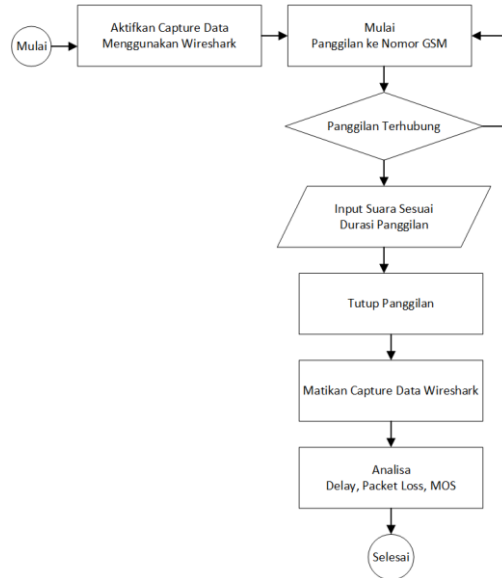 Mulai
Aktifkan Capture Data
Menggunakan Wireshark
Mulai
Panggilan ke Nomor GSM
Panggilan Terhubung
Input Suara Sesuai
Durasi Panggilan
Tutup Panggilan
Matikan Capture Data Wireshark
Analisa
Delay, Packet Loss, MOS
Selesai